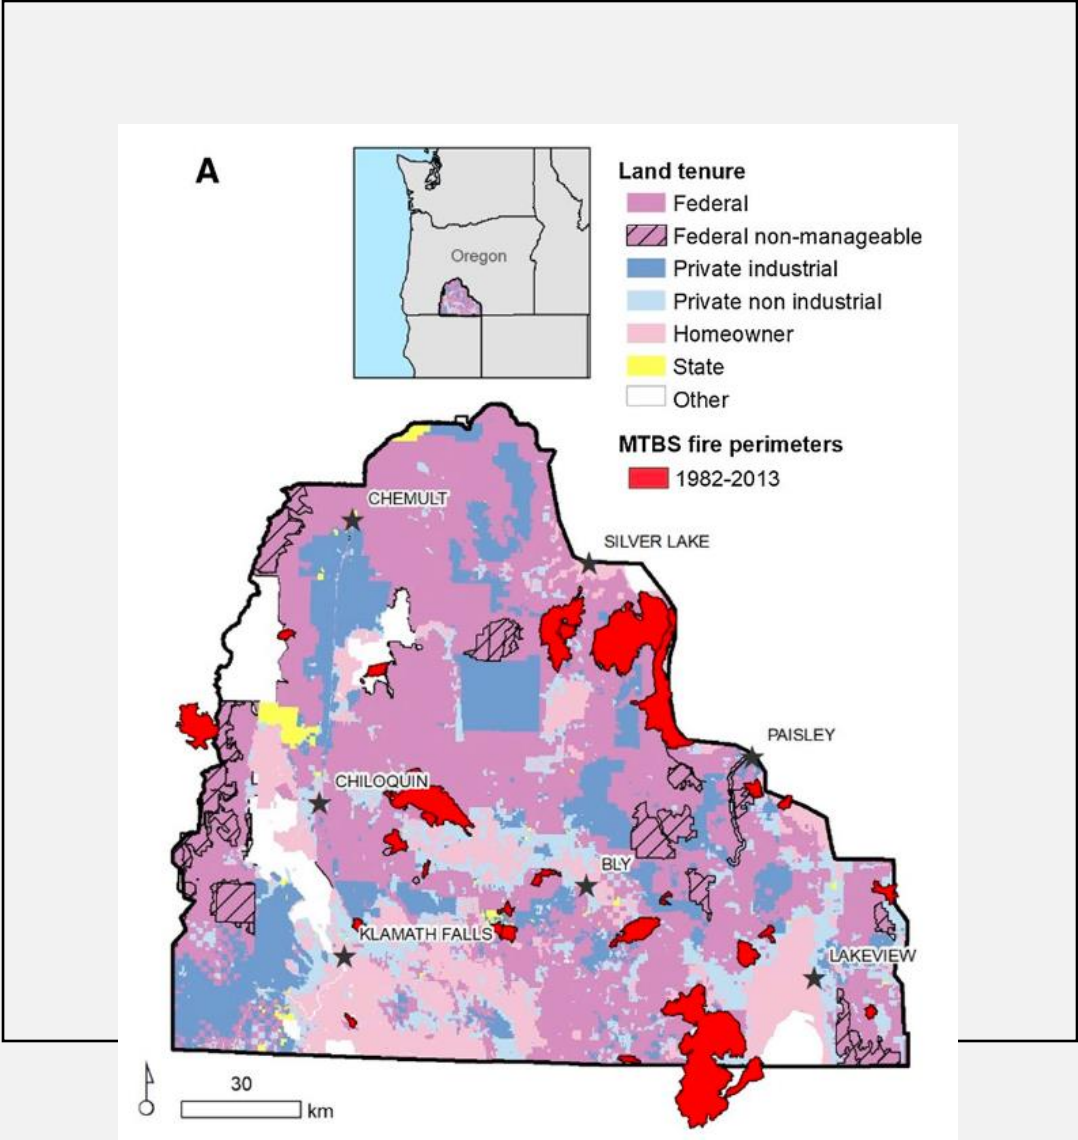 A
Oregon
Land tenure
Federal
Federal non-manageable
Private industrial
Private non industrial
Homeowner
State
Other
MTBS fire perimeters
1982-2013
CHEMULT
SILVER LAKE
PAISLEY
CHILOQUIN
BLY
KLAMATH FALLS
LAKEVIEW
30
km